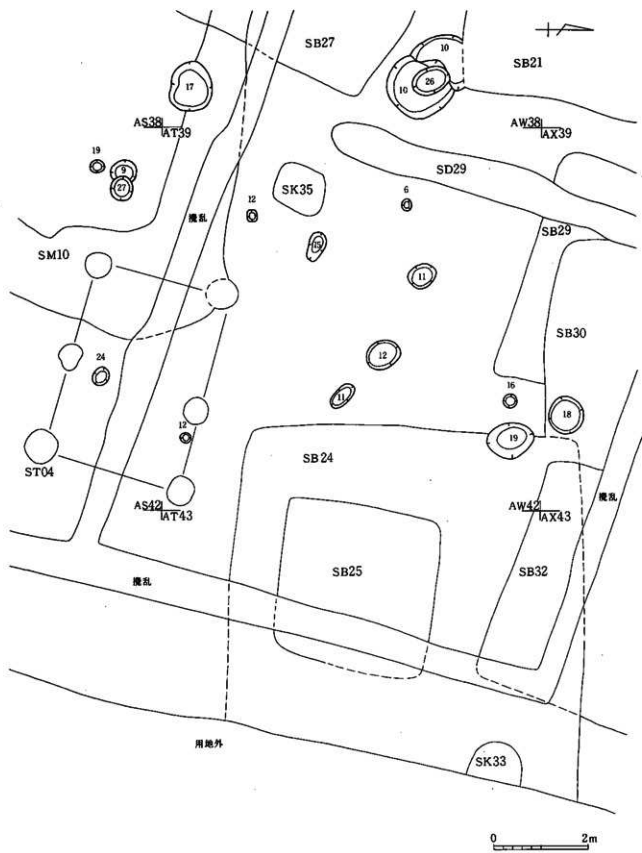 SB27
10
SB21
17
10
26
AS38
AT39
AW38
AX39
19
9
27
SD29
SK35
12
6
攪乱
SB29
SM10
15
11
SB30
12
24
11
16
18
12
19
ST04
SB24
AS42
AT43
AW42
AX43
攪乱
SB25
SB32
攪乱
用地外
SK33
0 2m